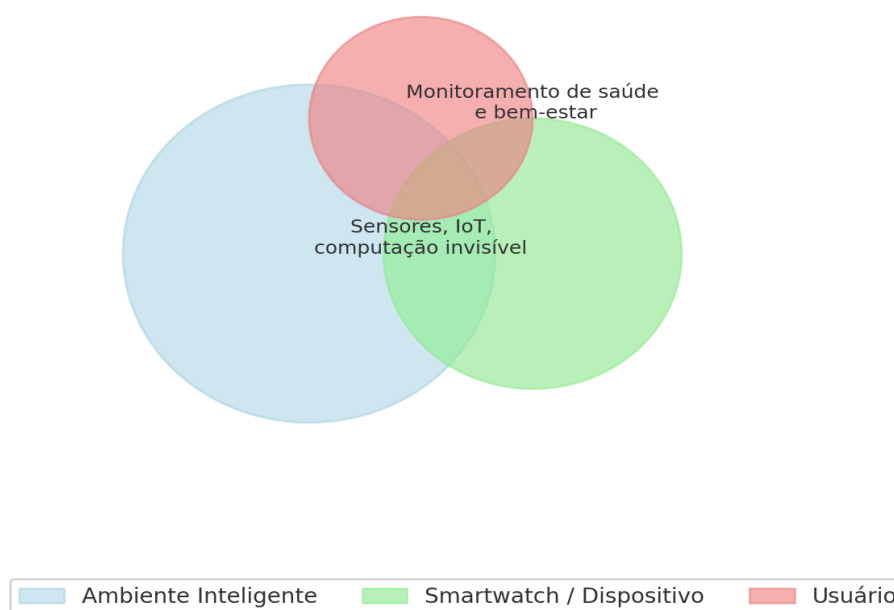 Monitoramento de saúde
e bem-estar
Sensores, IoT,
computação invisível
Ambiente Inteligente
Smartwatch / Dispositivo
Usuário